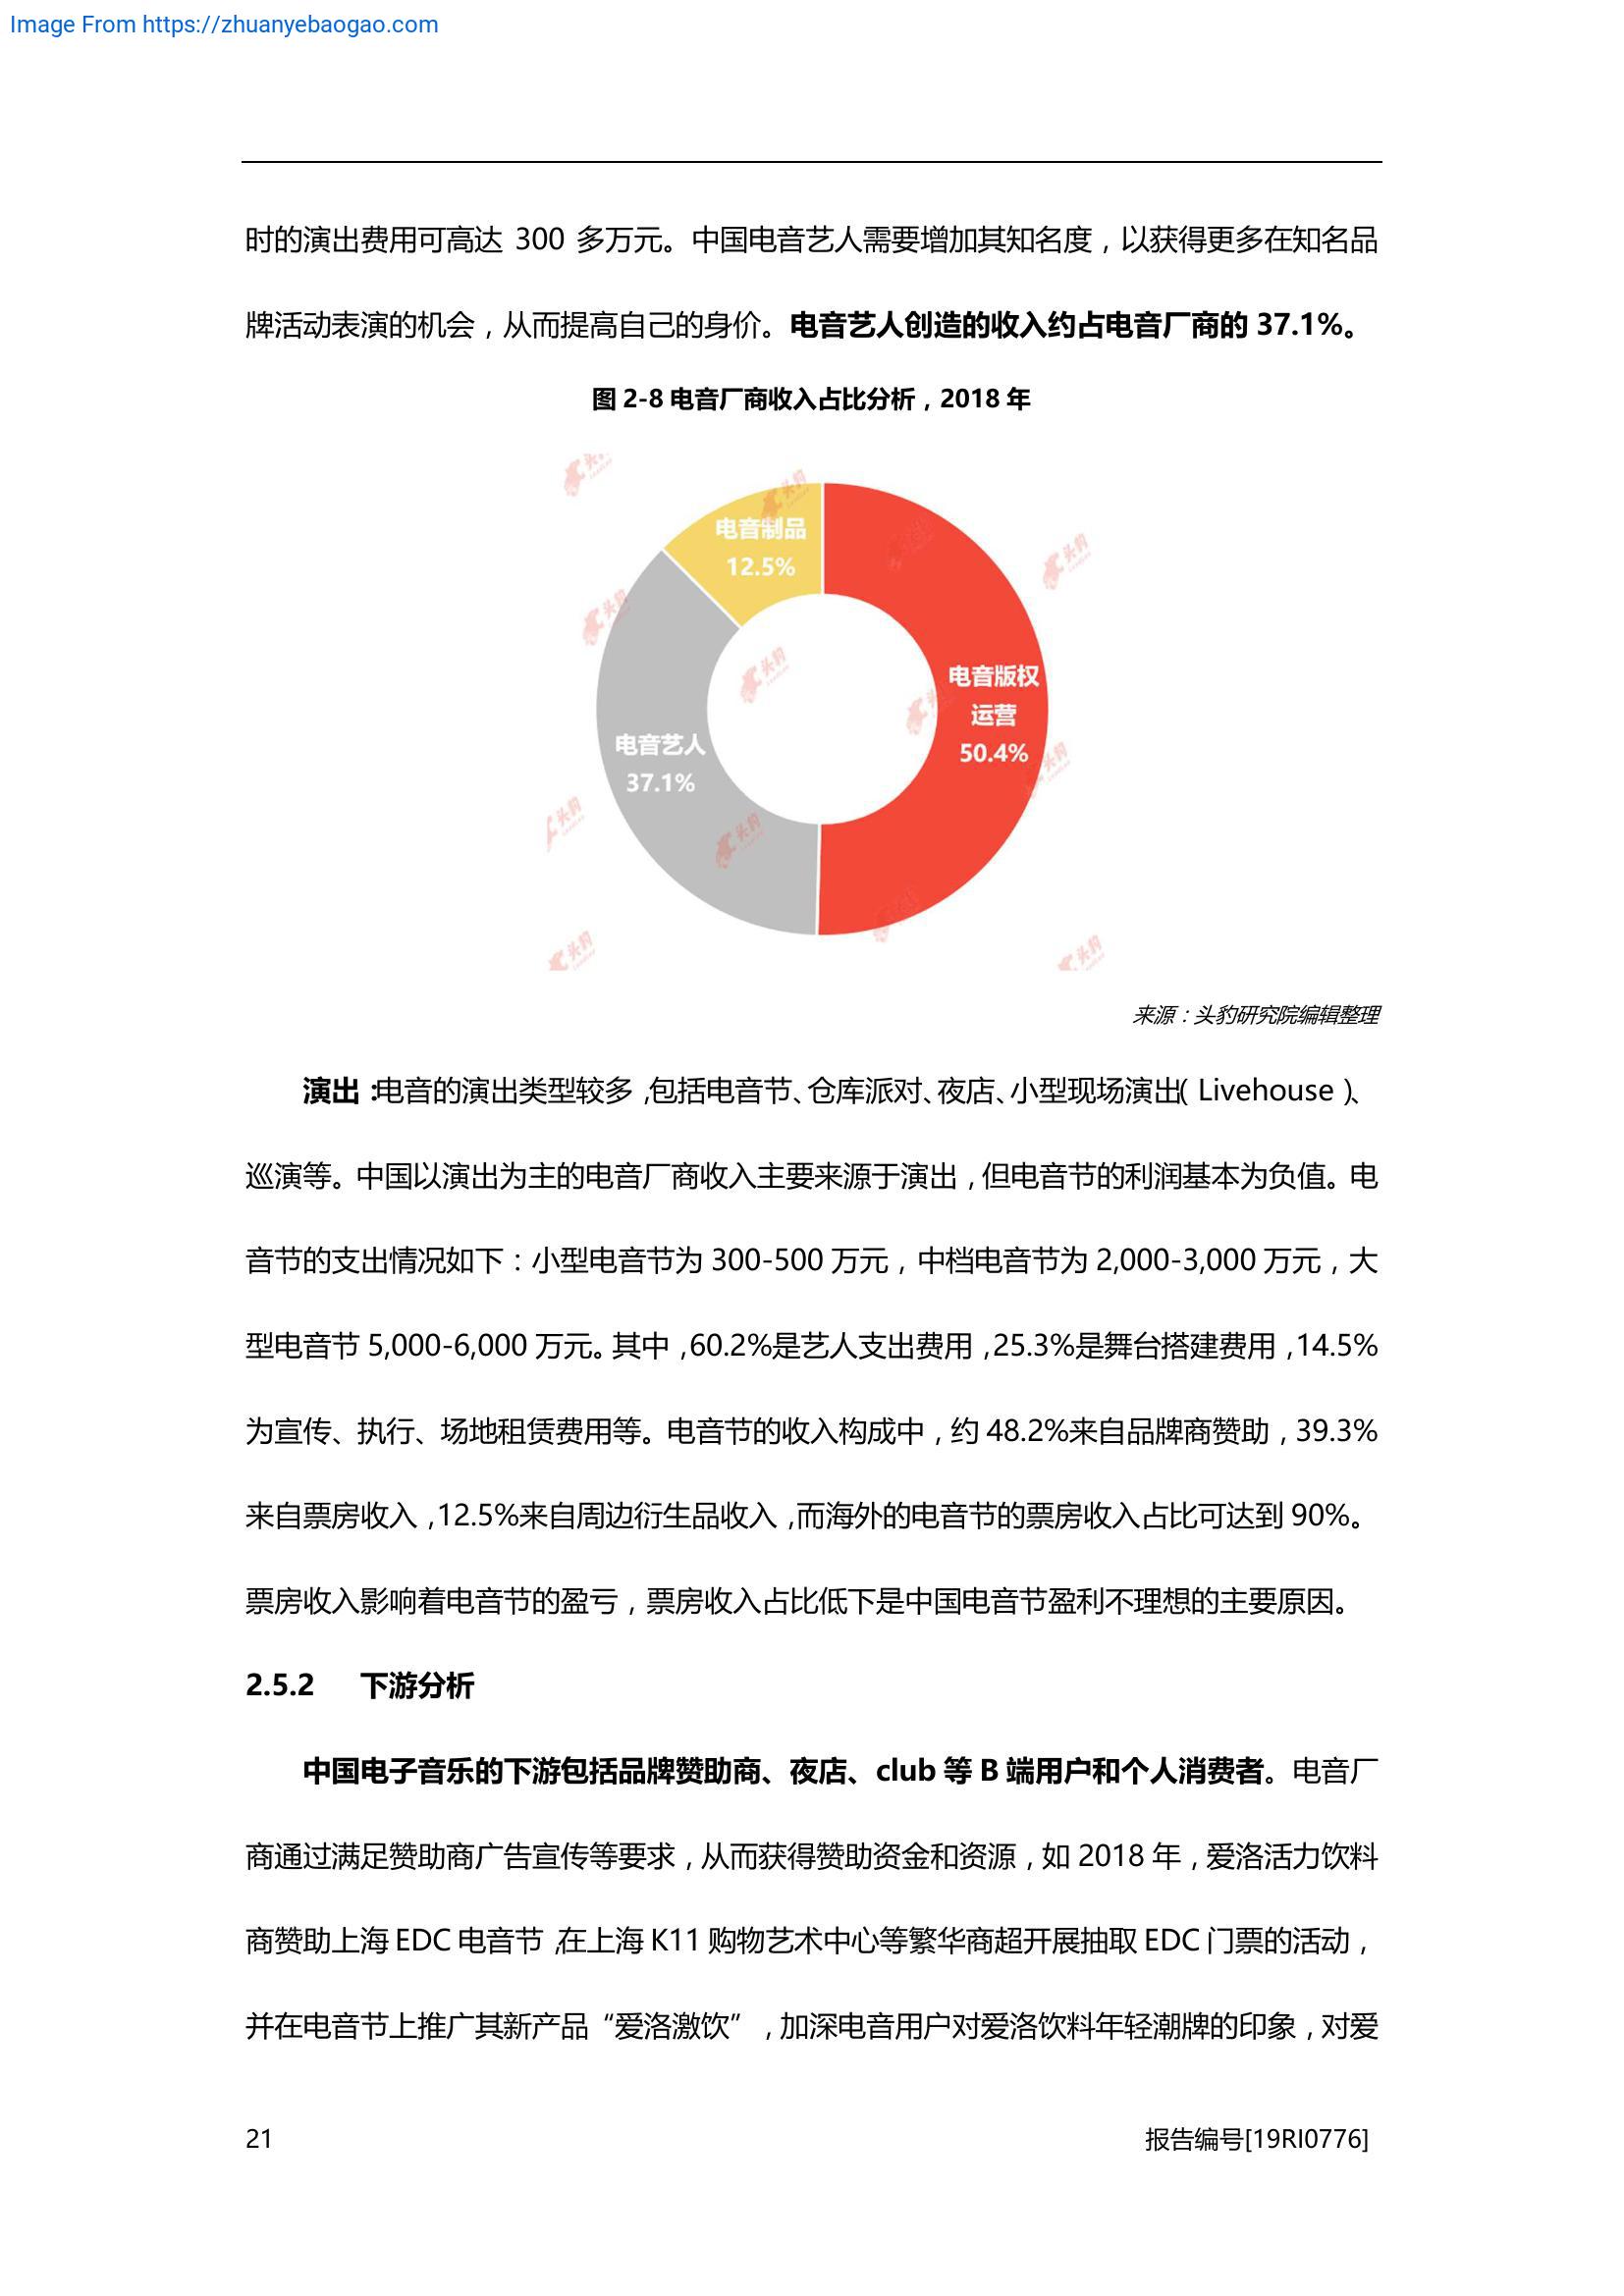 Image From https://zhuanyebaogao.com
时的演出费用可高达 300 多万元。中国电音艺人需要增加其知名度，以获得更多在知名品
牌活动表演的机会，从而提高自己的身价。电音艺人创造的收入约占电音厂商的 37.1%。
图 2-8 电音厂商收入占比分析，2018 年
电音制品
12.5%
电音版权
运营
50.4%
电音艺人
37.1%
头豹
来源：头豹研究院编辑整理
演出：电音的演出类型较多，包括电音节、仓库派对、夜店、小型现场演出（Livehouse）、
巡演等。中国以演出为主的电音厂商收入主要来源于演出，但电音节的利润基本为负值。电
音节的支出情况如下：小型电音节为 300-500 万元，中档电音节为 2,000-3,000 万元，大
型电音节 5,000-6,000 万元。其中，60.2%是艺人支出费用，25.3%是舞台搭建费用，14.5%
为宣传、执行、场地租赁费用等。电音节的收入构成中，约 48.2%来自品牌商赞助，39.3%
来自票房收入，12.5%来自周边衍生品收入，而海外的电音节的票房收入占比可达到 90%。
票房收入影响着电音节的盈亏，票房收入占比低下是中国电音节盈利不理想的主要原因。
2.5.2 下游分析
中国电子音乐的下游包括品牌赞助商、夜店、club 等 B 端用户和个人消费者。电音厂
商通过满足赞助商广告宣传等要求，从而获得赞助资金和资源，如 2018 年，爱洛活力饮料
商赞助上海 EDC 电音节，在上海 K11 购物艺术中心等繁华商超开展抽取 EDC 门票的活动，
并在电音节上推广其新产品“爱洛激饮”，加深电音用户对爱洛饮料年轻潮牌的印象，对爱
21
报告编号[19RI0776]